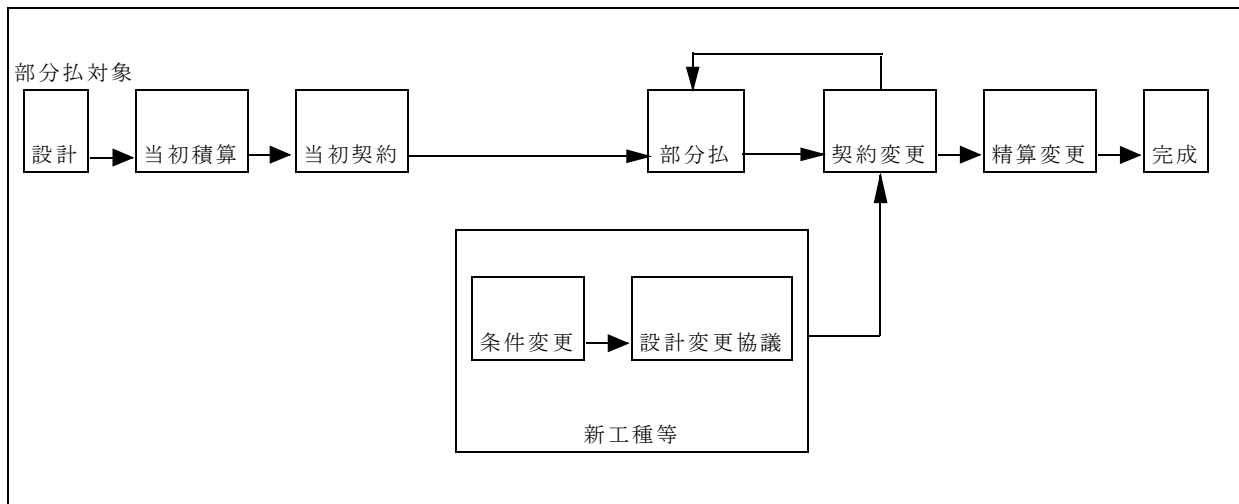 部分払対象
設計
当初積算
当初契約
部分払
契約変更
精算変更
完成
条件変更
設計変更協議
新工種等